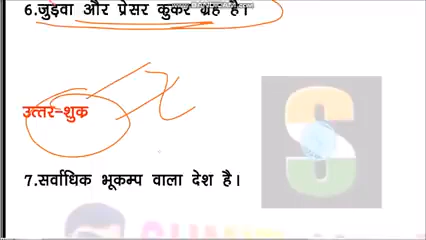 6.जुड़वा और प्रेसर कुकर ग्रह है।
उत्तर-शुक
7.सर्वाधिक भूकम्प वाला देश है।